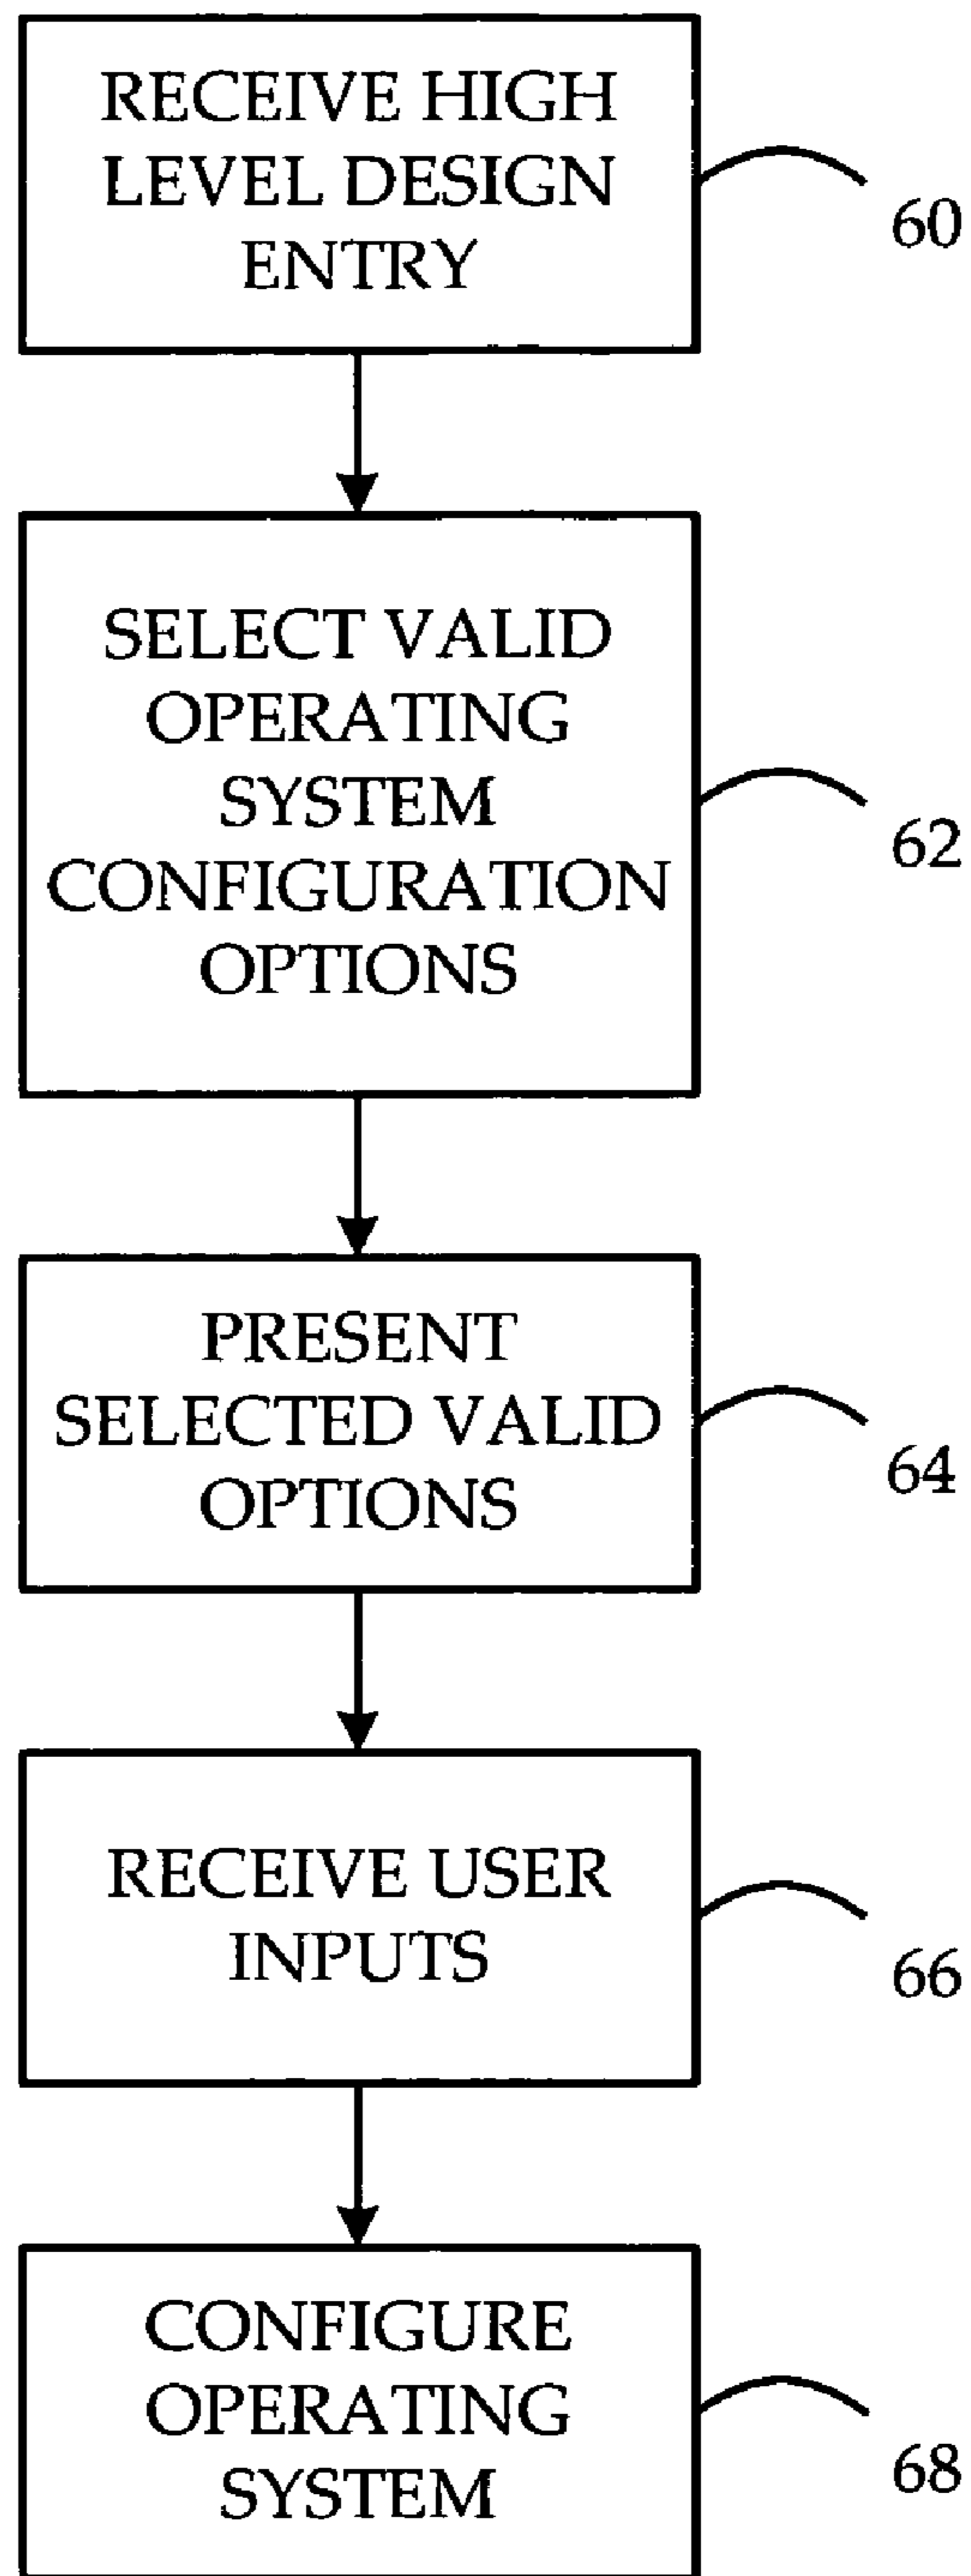 RECEIVE HIGH
LEVEL DESIGN
ENTRY
60
SELECT VALID
OPERATING
SYSTEM
CONFIGURATION
OPTIONS
62
PRESENT
SELECTED VALID
OPTIONS
64
RECEIVE USER
INPUTS
66
CONFIGURE
OPERATING
SYSTEM
68